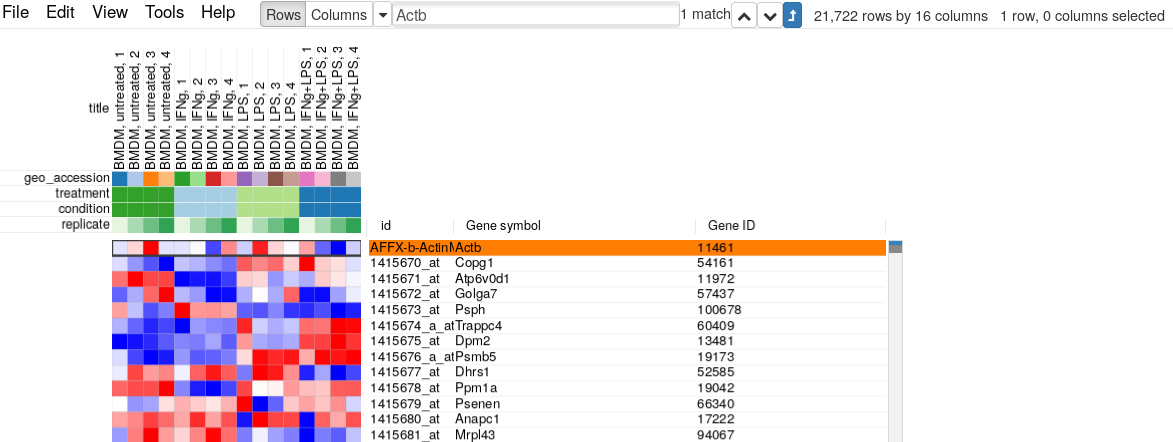 File Edit View Tools Help Rows Columns Actb 1 match 21,722 rows by 16 columns 1 row, 0 columns selected
title
BMDM, untreated, 1
BMDM, untreated, 2
BMDM, untreated, 3
BMDM, untreated, 4
BMDM, IFNg, 1
BMDM, IFNg, 2
BMDM, IFNg, 3
BMDM, IFNg, 4
BMDM, LPS, 1
BMDM, LPS, 2
BMDM, LPS, 3
BMDM, LPS, 4
BMDM, IFNg+LPS, 1
BMDM, IFNg+LPS, 2
BMDM, IFNg+LPS, 3
BMDM, IFNg+LPS, 4
geo_accession
treatment
condition
replicate id Gene symbol Gene ID
AFFX-b-Actin Actb 11461
1415670_at Copg1 54161
1415671_at Atp6v0d1 11972
1415672_at Golga7 57437
1415673_at Psph 100678
1415674_a_at Trappc4 60409
1415675_at Dpm2 13481
1415676_a_at Psmb5 19173
1415677_at Dhrs1 52585
1415678_at Ppm1a 19042
1415679_at Psenen 66340
1415680_at Anapc1 17222
1415681_at Mrpl43 94067